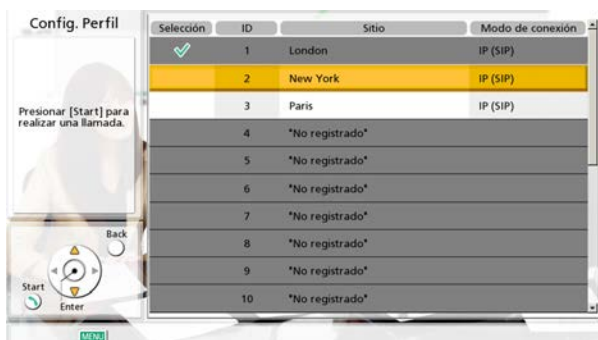 Config. Perfil
Presionar [Start] para
realizar una llamada.
Back
Start
Enter
MENU
Selección ID Sitio Modo de conexión
1 London IP (SIP)
2 New York IP (SIP)
3 Paris IP (SIP)
4 *No registrado*
5 *No registrado*
6 *No registrado*
7 *No registrado*
8 *No registrado*
9 *No registrado*
10 *No registrado*